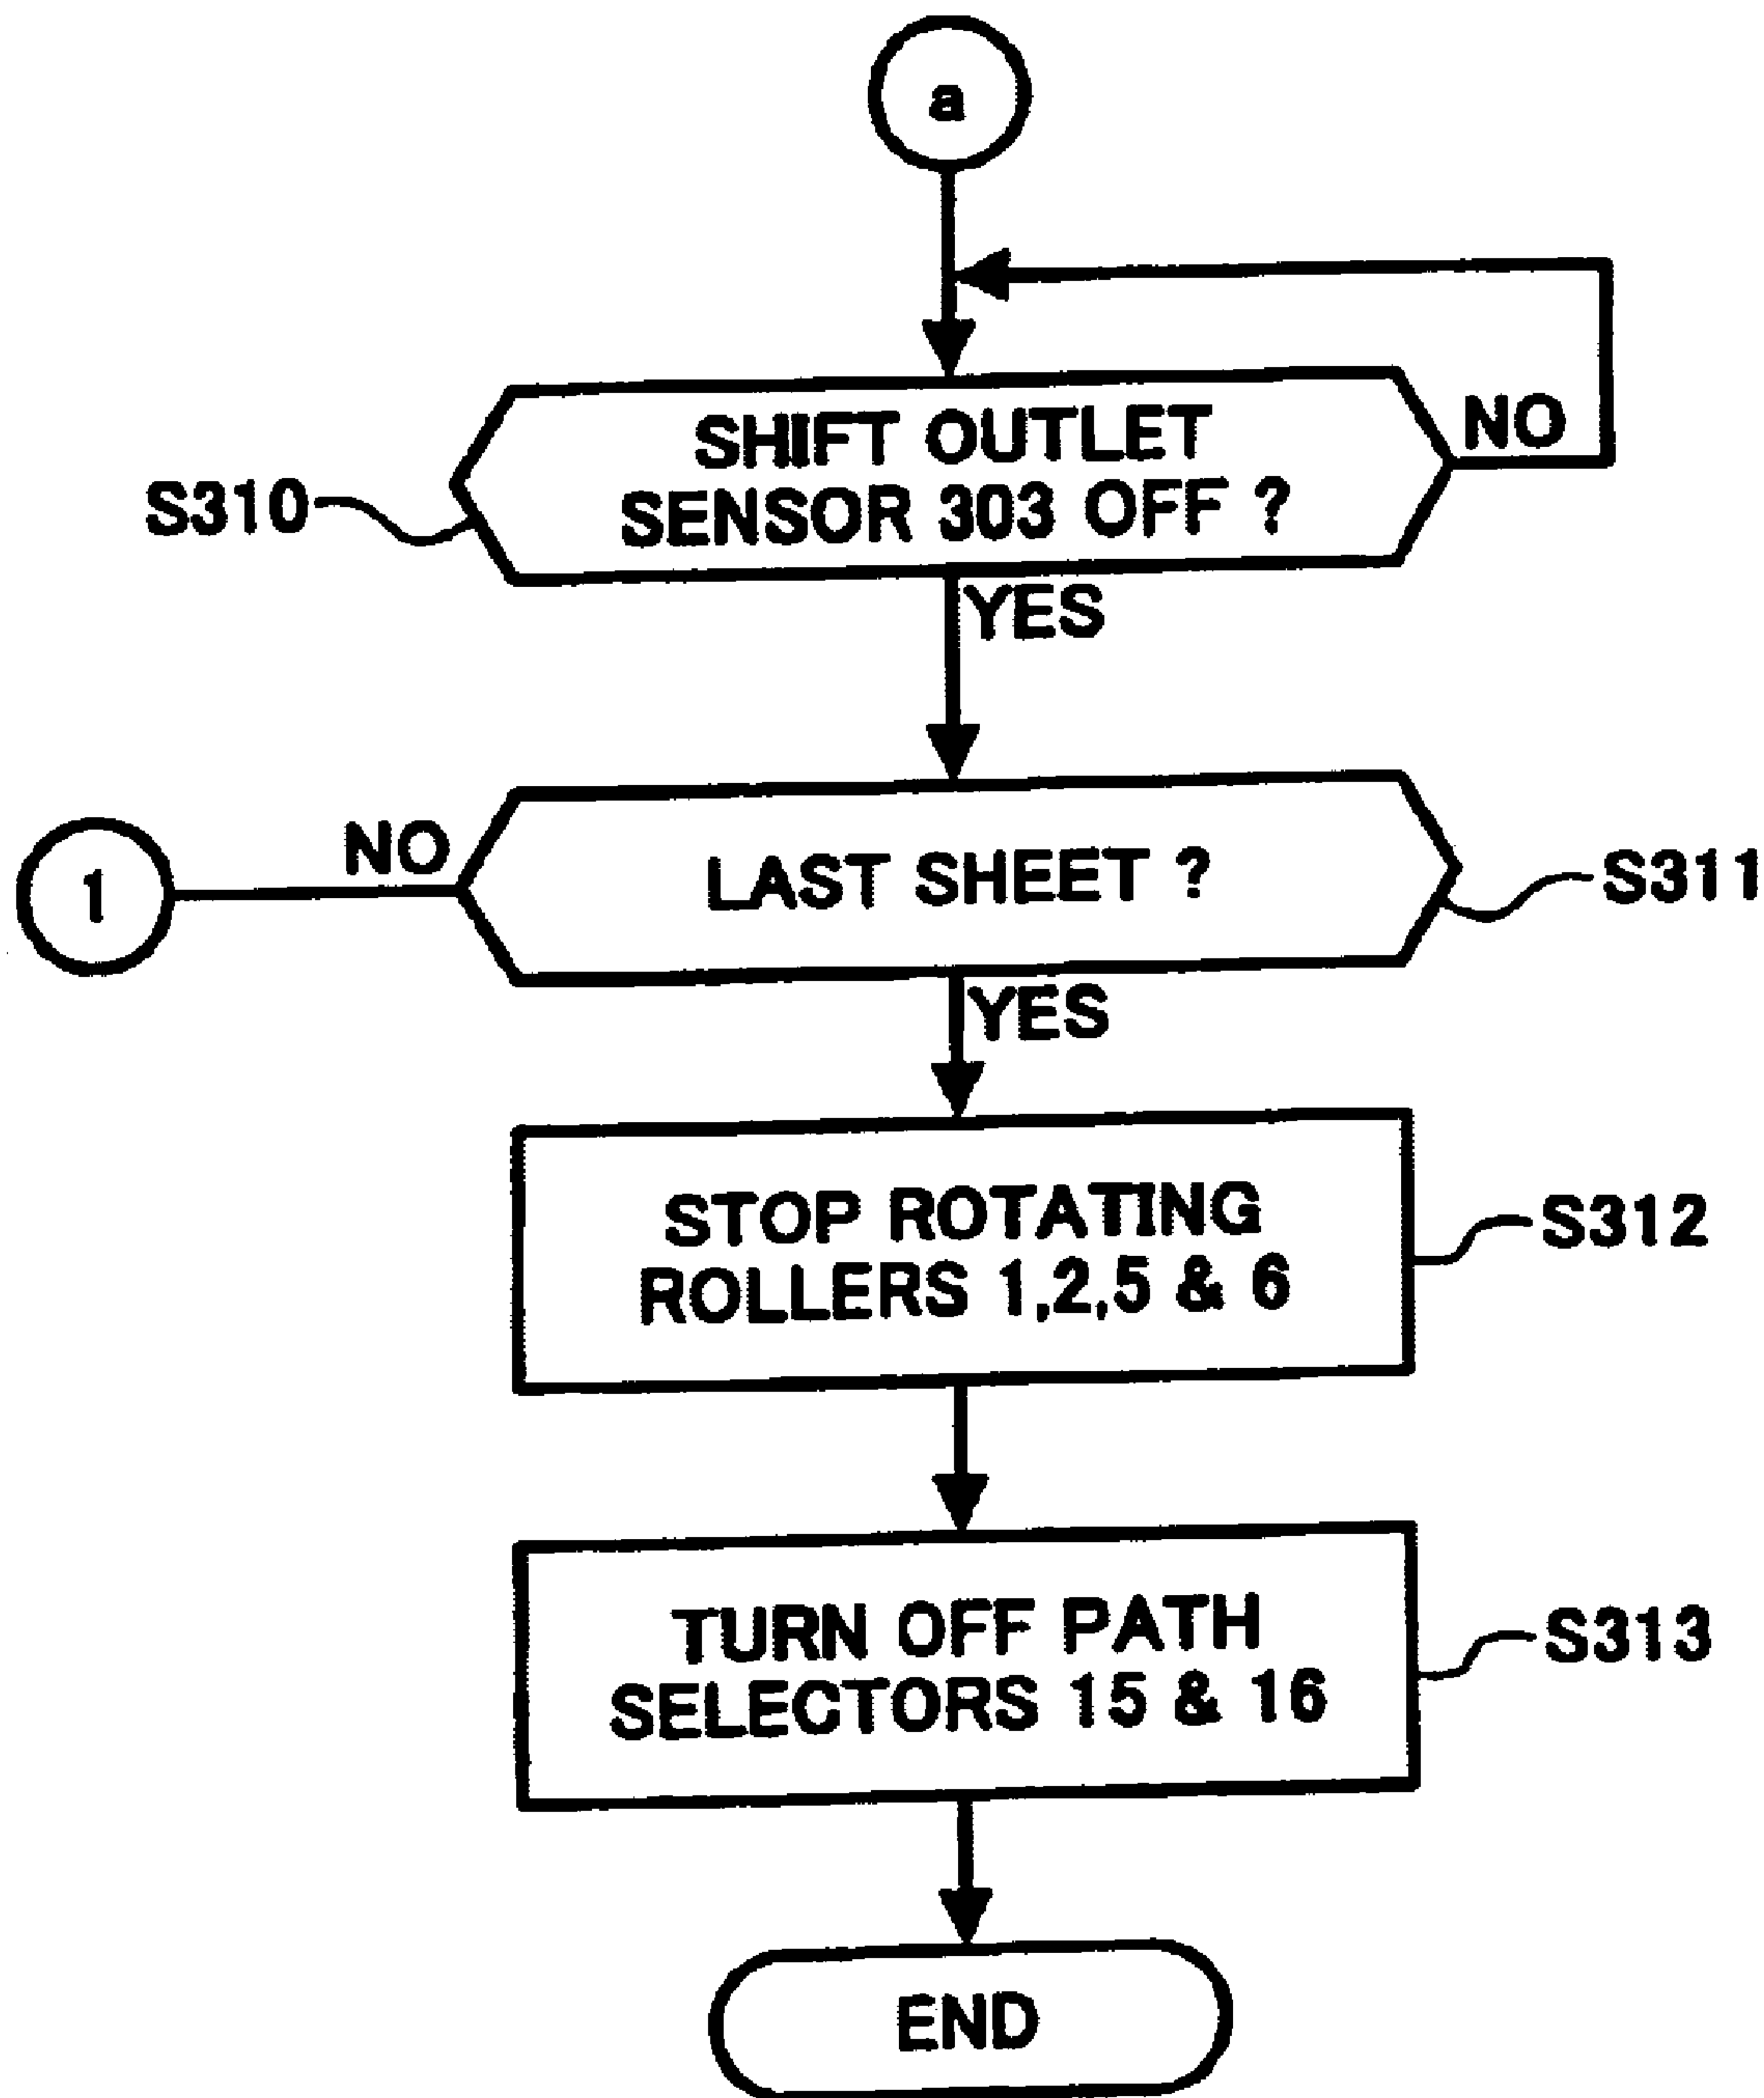 a
SHIFT OUTLET
SENSOR 303 OFF ?
NO
S310
YES
1
NO
LAST SHEET ?
S311
YES
STOP ROTATING
ROLLERS 1,2,5 & 6
S312
TURN OFF PATH
SELECTORS 15 & 16
S313
END